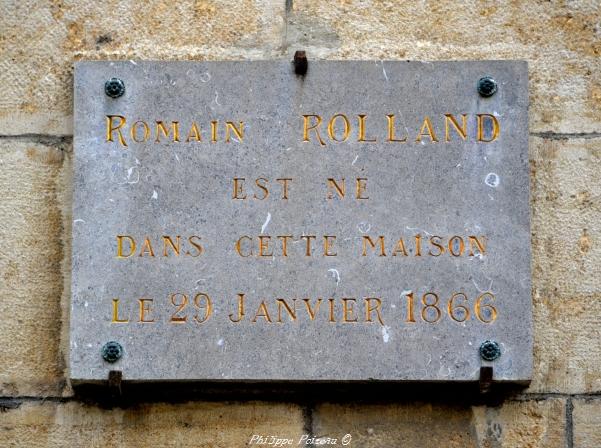 Romain ROLLAND
EST NÉ
DANS CETTE MAISON
LE 29 JANVIER 1866
Philippe Poiseau ©